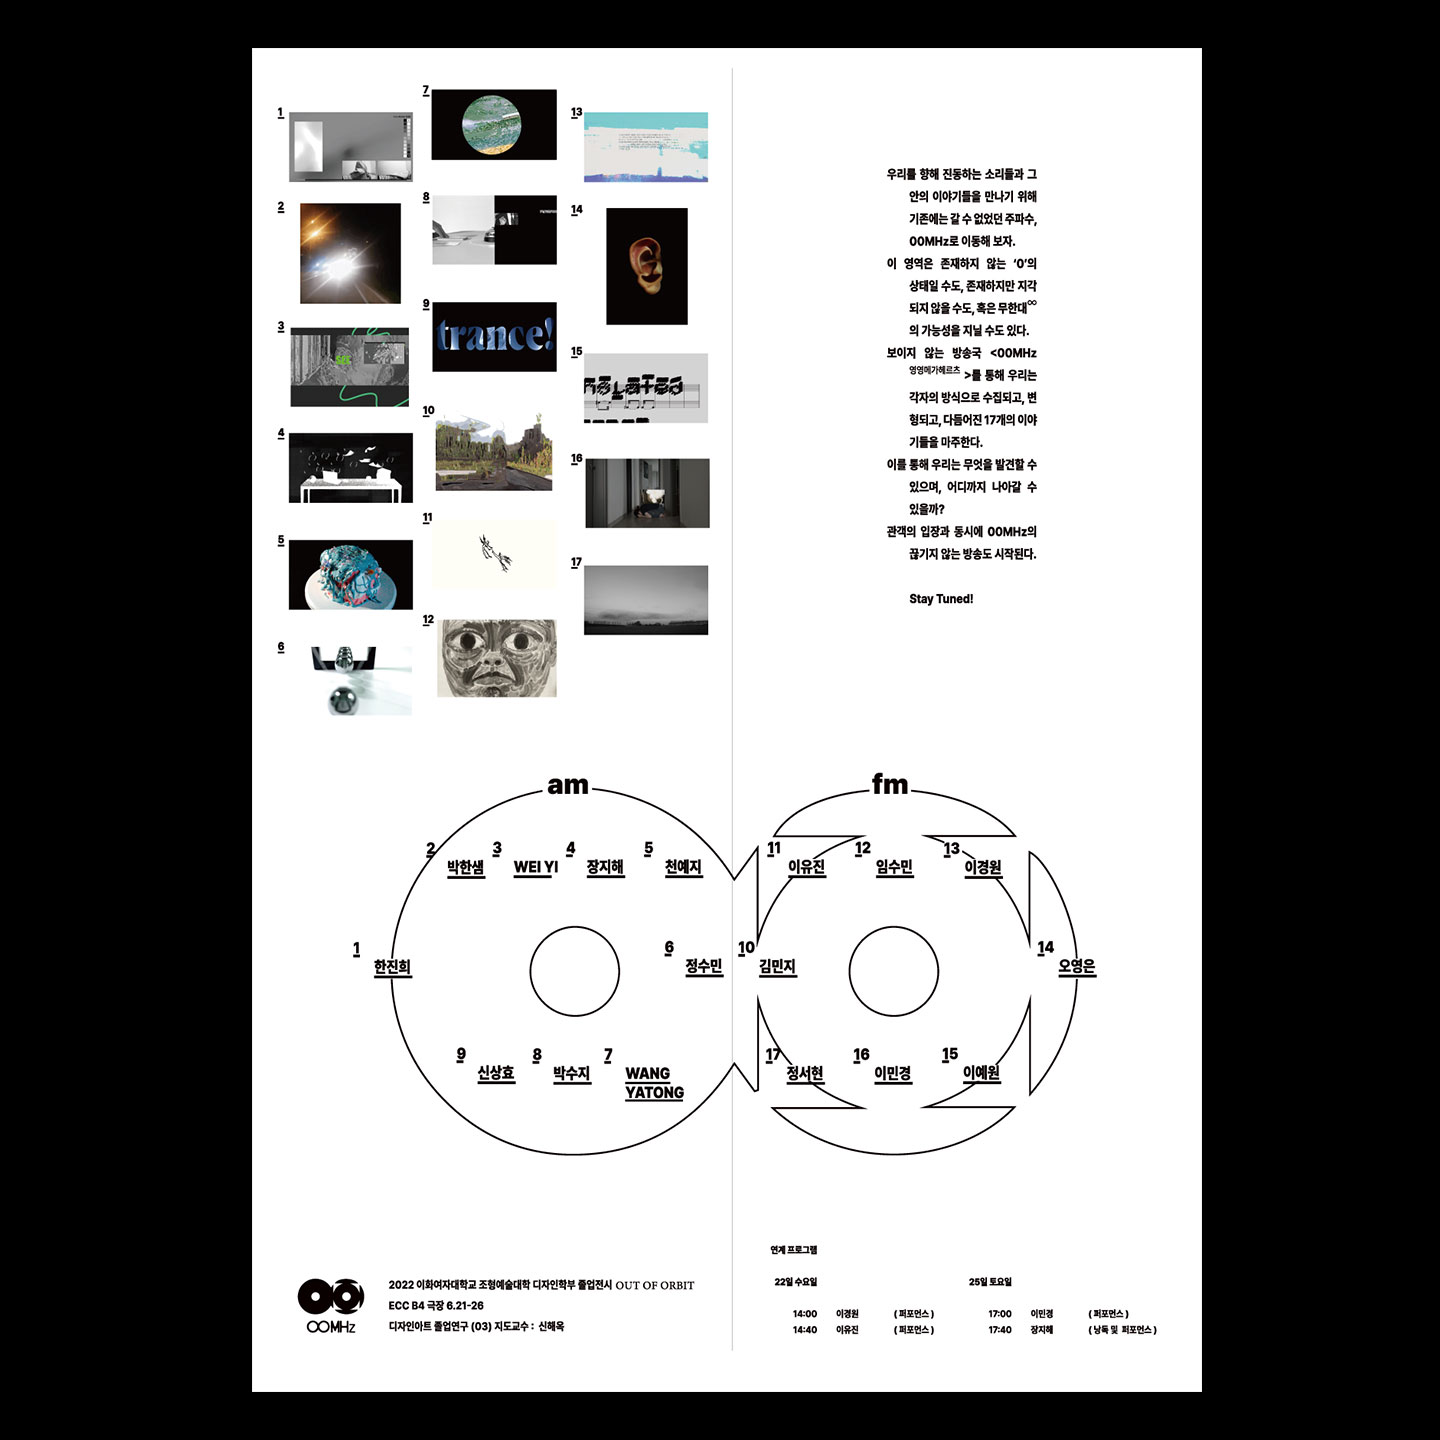 1
2
3
SEE
4
5
6
7
8
9
trance!
10
11
12
13
14
15
16
17
우리를 향해 진동하는 소리들과 그
안의 이야기들을 만나기 위해
기존에는 갈 수 없었던 주파수,
00MHz로 이동해 보자.
이 영역은 존재하지 않는 ‘0’의
상태일 수도, 존재하지만 지각
되지 않을 수도, 혹은 무한대∞
의 가능성을 지닐 수도 있다.
보이지 않는 방송국 <00MHz
영영메가헤르츠 >를 통해 우리는
각자의 방식으로 수집되고, 변
형되고, 다듬어진 17개의 이야
기들을 마주한다.
이를 통해 우리는 무엇을 발견할 수
있으며, 어디까지 나아갈 수
있을까?
관객의 입장과 동시에 00MHz의
끊기지 않는 방송도 시작된다.
Stay Tuned!
am
2 박한샘 3 WEI YI 4 장지해 5 천예지
1 한진희 6 정수민
9 신상효 8 박수지 7 WANG
YATONG
fm
11 이유진 12 임수민 13 이경원
10 김민지 14 오영은
17 정서현 16 이민경 15 이예원
00MHz
2022 이화여자대학교 조형예술대학 디자인학부 졸업전시 OUT OF ORBIT
ECC B4 극장 6.21-26
디자인아트 졸업연구 (03) 지도교수 : 신혜옥
연계 프로그램
22일 수요일
14:00 이경원 ( 퍼포먼스 )
14:40 이유진 ( 퍼포먼스 )
25일 토요일
17:00 이민경 ( 퍼포먼스 )
17:40 장지해 ( 낭독 및 퍼포먼스 )